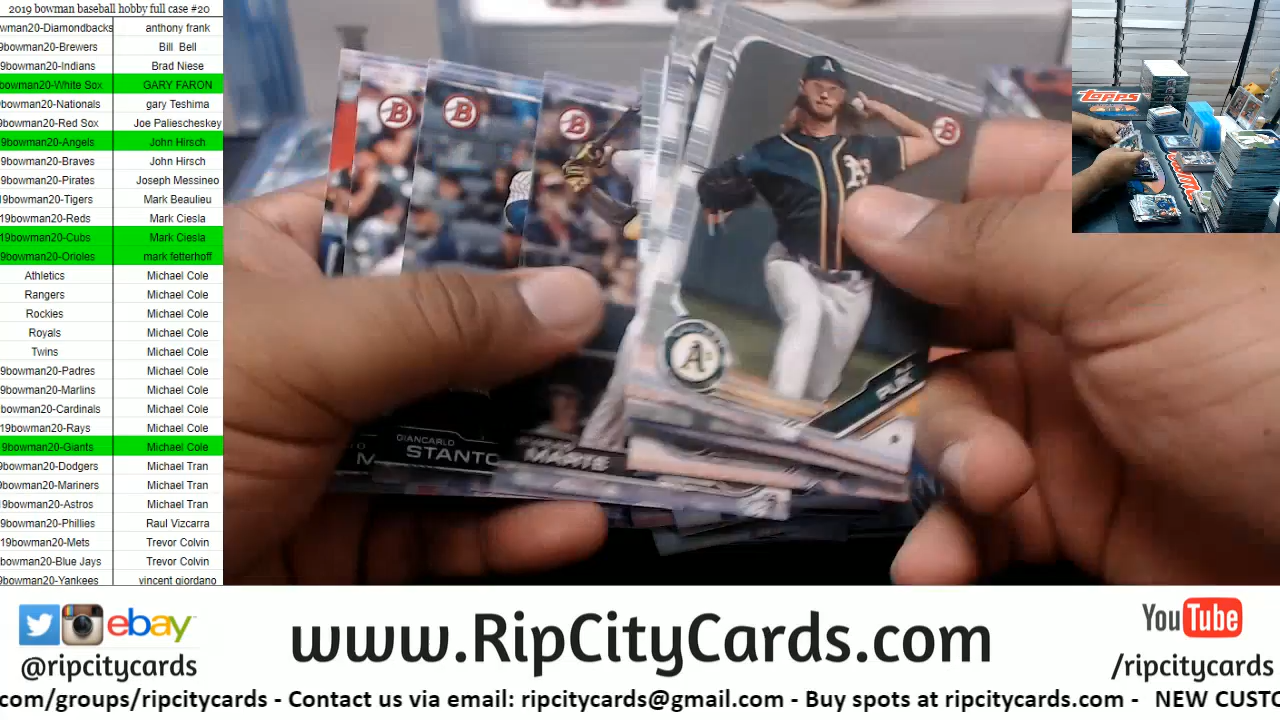 2019 bowman baseball hobby full case #20
wman20-Diamondbacks anthony frank
9bowman20-Brewers Bill Bell
9bowman20-Indians Brad Niese
bowman20-White Sox GARY FARON
bowman20-Nationals gary Teshima
bowman20-Red Sox Joe Paliescheskey
9bowman20-Angels John Hirsch
9bowman20-Braves John Hirsch
9bowman20-Pirates Joseph Messineo
19bowman20-Tigers Mark Beaulieu
19bowman20-Reds Mark Ciesla
19bowman20-Cubs Mark Ciesla
9bowman20-Orioles mark fetterhoff
Athletics Michael Cole
Rangers Michael Cole
Rockies Michael Cole
Royals Michael Cole
Twins Michael Cole
9bowman20-Padres Michael Cole
9bowman20-Marlins Michael Cole
bowman20-Cardinals Michael Cole
19bowman20-Rays Michael Cole
9bowman20-Giants Michael Cole
9bowman20-Dodgers Michael Tran
9bowman20-Mariners Michael Tran
19bowman20-Astros Michael Tran
9bowman20-Phillies Raul Vizcarra
19bowman20-Mets Trevor Colvin
bowman20-Blue Jays Trevor Colvin
9bowman20-Yankees vincent giordano
B
B
B
A
B
A's
A's
GIANCARLO
STANTO
topps
ebay
@ripcitycards
www.RipCityCards.com
YouTube
/ripcitycards
com/groups/ripcitycards - Contact us via email: ripcitycards@gmail.com - Buy spots at ripcitycards.com - NEW CUSTO